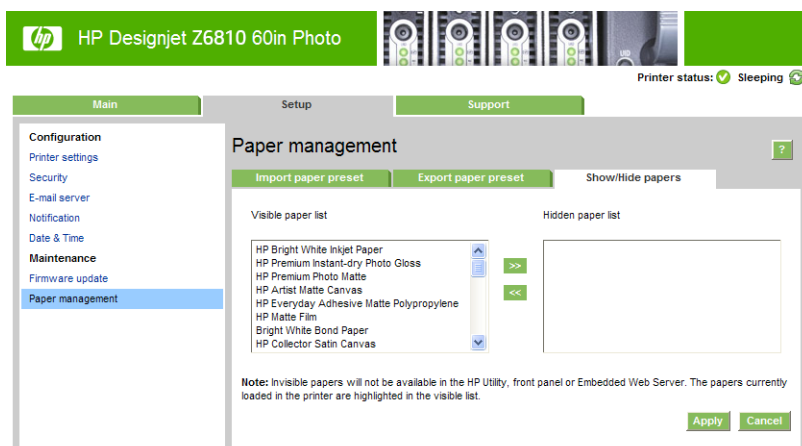 hp HP Designjet Z6810 60in Photo
Printer status: Sleeping
Main Setup Support
Configuration
Printer settings
Security
E-mail server
Notification
Date & Time
Maintenance
Firmware update
Paper management
Paper management
?
Import paper preset Export paper preset Show/Hide papers
Visible paper list Hidden paper list
HP Bright White Inkjet Paper
HP Premium Instant-dry Photo Gloss
HP Premium Photo Matte
HP Artist Matte Canvas
HP Everyday Adhesive Matte Polypropylene
HP Matte Film
Bright White Bond Paper
HP Collector Satin Canvas
>>
<<
Note: Invisible papers will not be available in the HP Utility, front panel or Embedded Web Server. The papers currently
loaded in the printer are highlighted in the visible list.
Apply Cancel